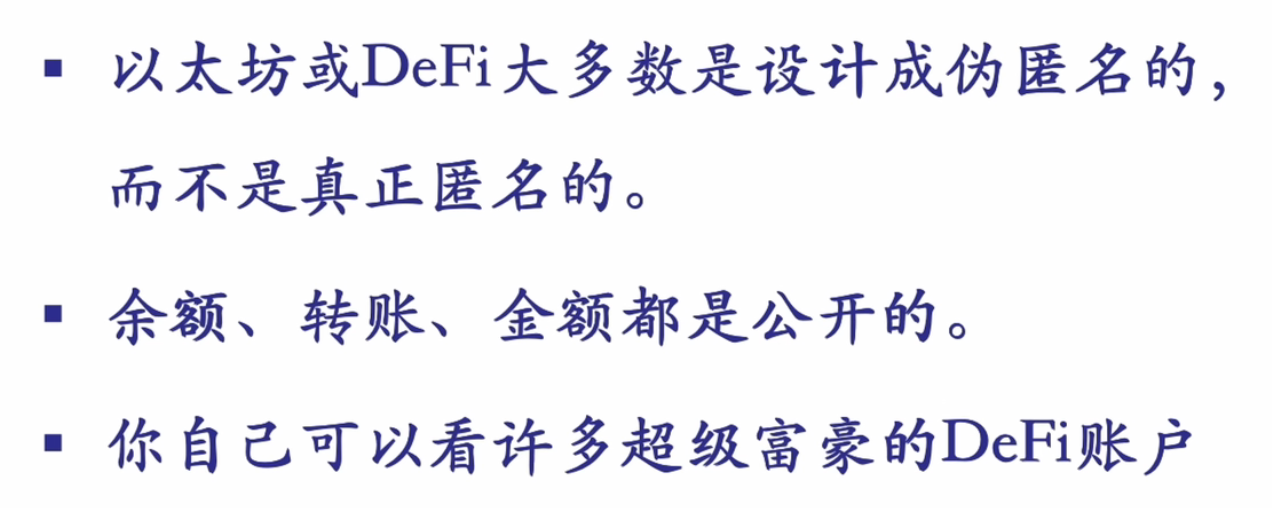 ▪ 以太坊或DeFi大多数是设计成伪匿名的，
而不是真正匿名的。
▪ 余额、转账、金额都是公开的。
▪ 你自己可以看许多超级富豪的DeFi账户